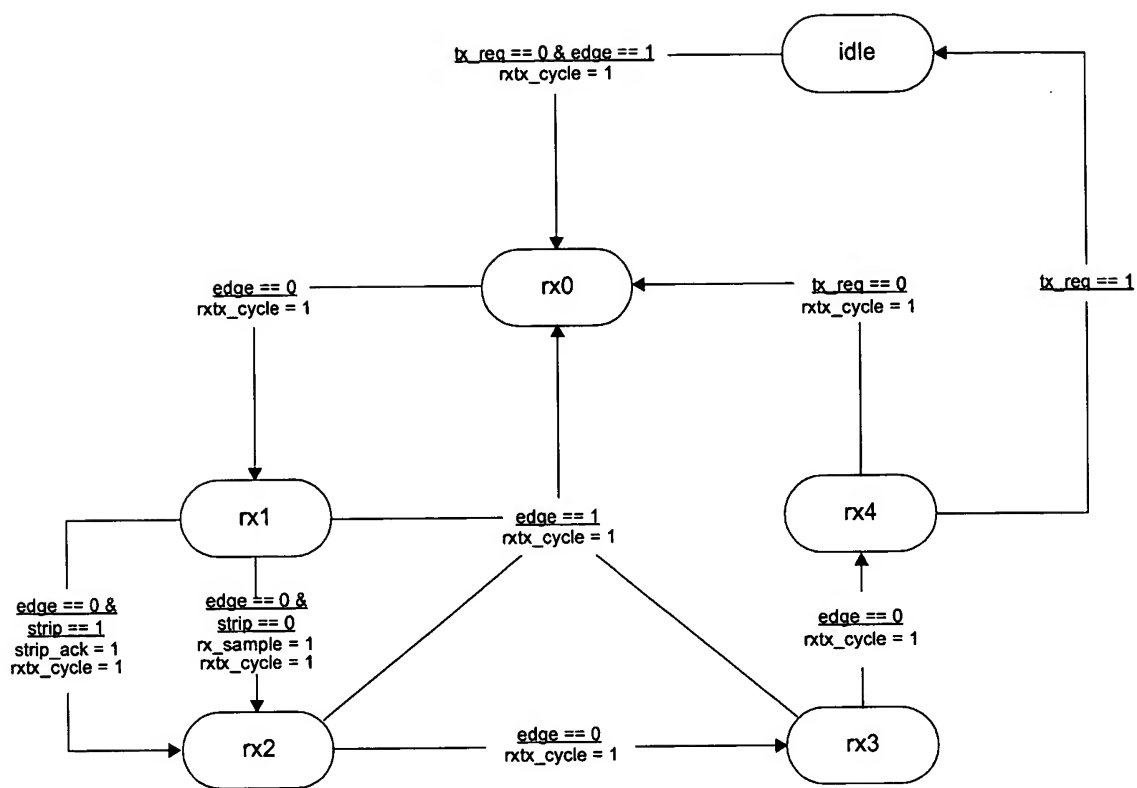 idle
tx_req == 0 & edge == 1
rxtx_cycle = 1
rx0
edge == 0
rxtx_cycle = 1
tx_req == 0
rxtx_cycle = 1
tx_req == 1
rx1
edge == 1
rxtx_cycle = 1
rx4
edge == 0 &
strip == 1
strip_ack = 1
rxtx_cycle = 1
edge == 0 &
strip == 0
rx_sample = 1
rxtx_cycle = 1
edge == 0
rxtx_cycle = 1
rx2
edge == 0
rxtx_cycle = 1
rx3